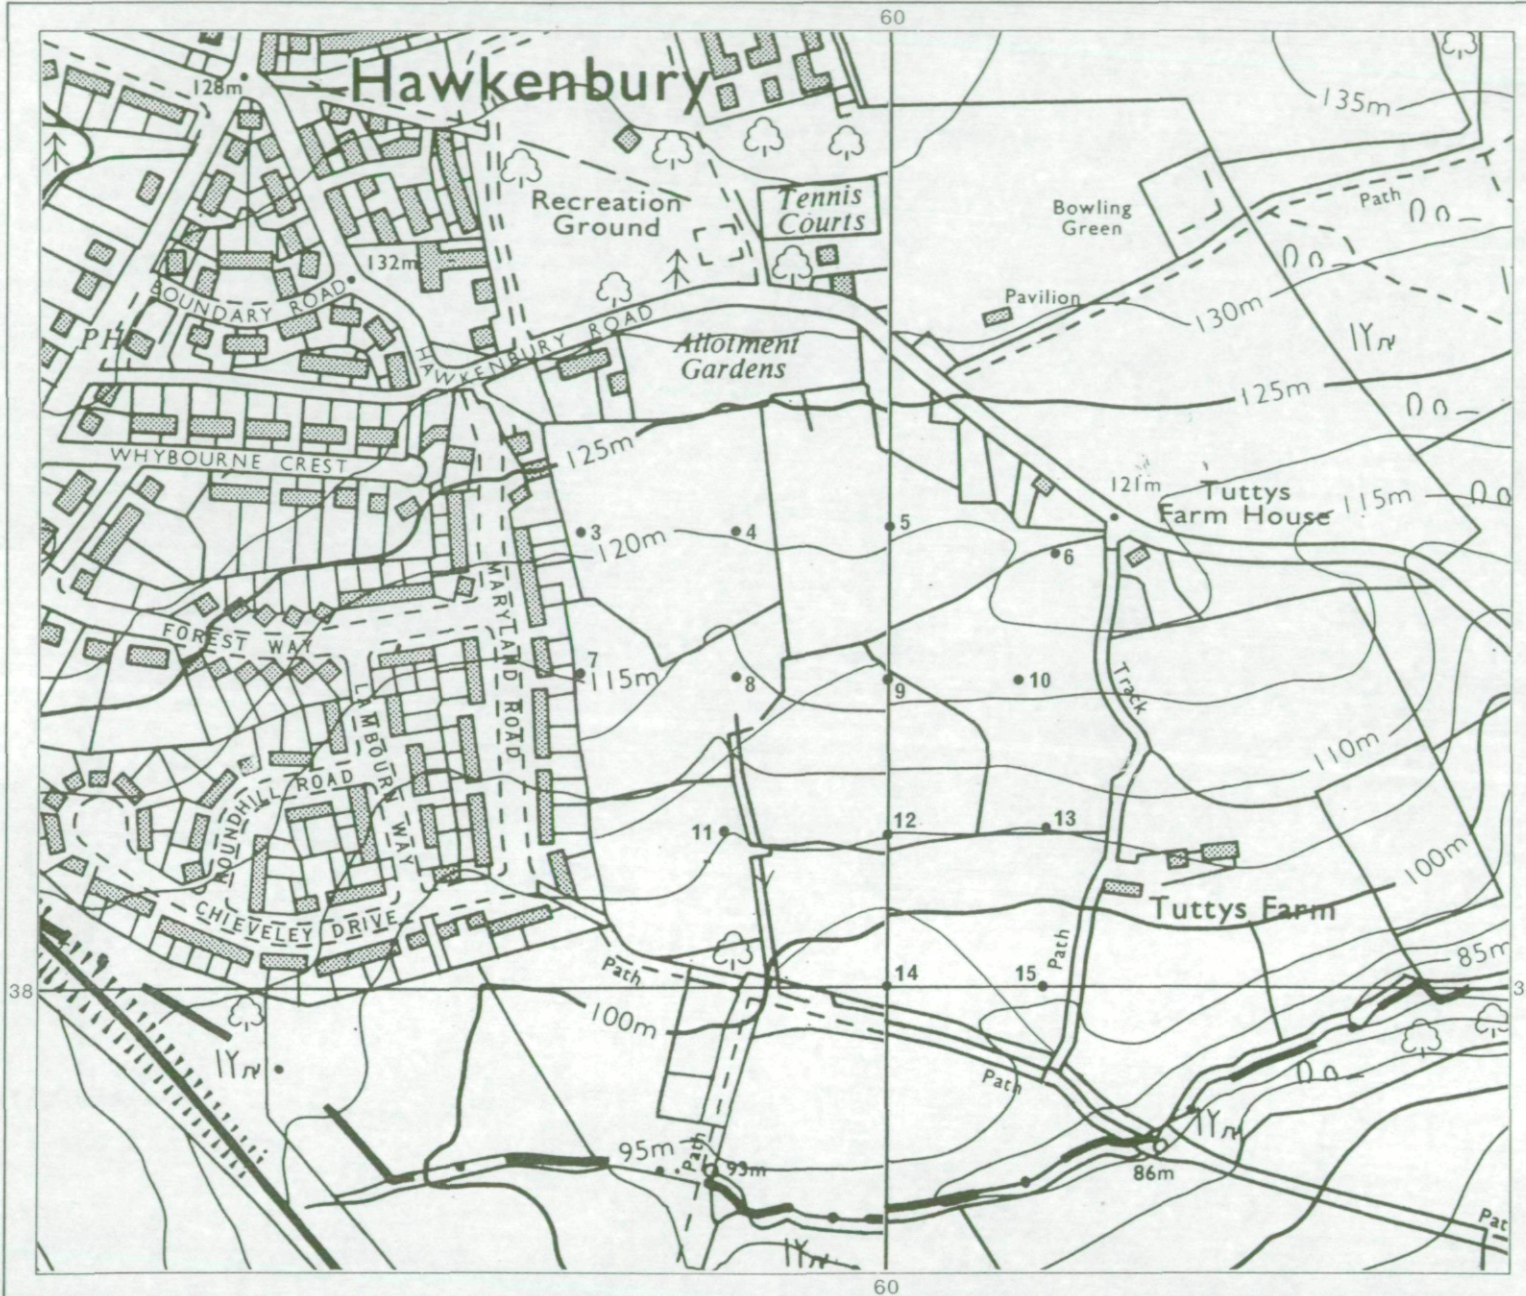 60
128m
Hawkenbury
135m
Recreation
Ground
Tennis
Courts
Bowling
Green
Path
132m
BOUNDARY ROAD
Pavilion
130m
PH
HAWKENBURY ROAD
Allotment
Gardens
125m
125m
WHYBOURNE CREST
121m
Tuttys
Farm House
115m
3
120m
4
5
6
MARYLAND ROAD
FOREST WAY
7
115m
8
9
10
Track
LAMBOURN WAY
ROUNDHILL ROAD
110m
11
12
13
100m
CHIEVELEY DRIVE
Tuttys Farm
Path
Path
85m
38
14
15
3
100m
Path
95m
Path
93m
86m
Pat
60